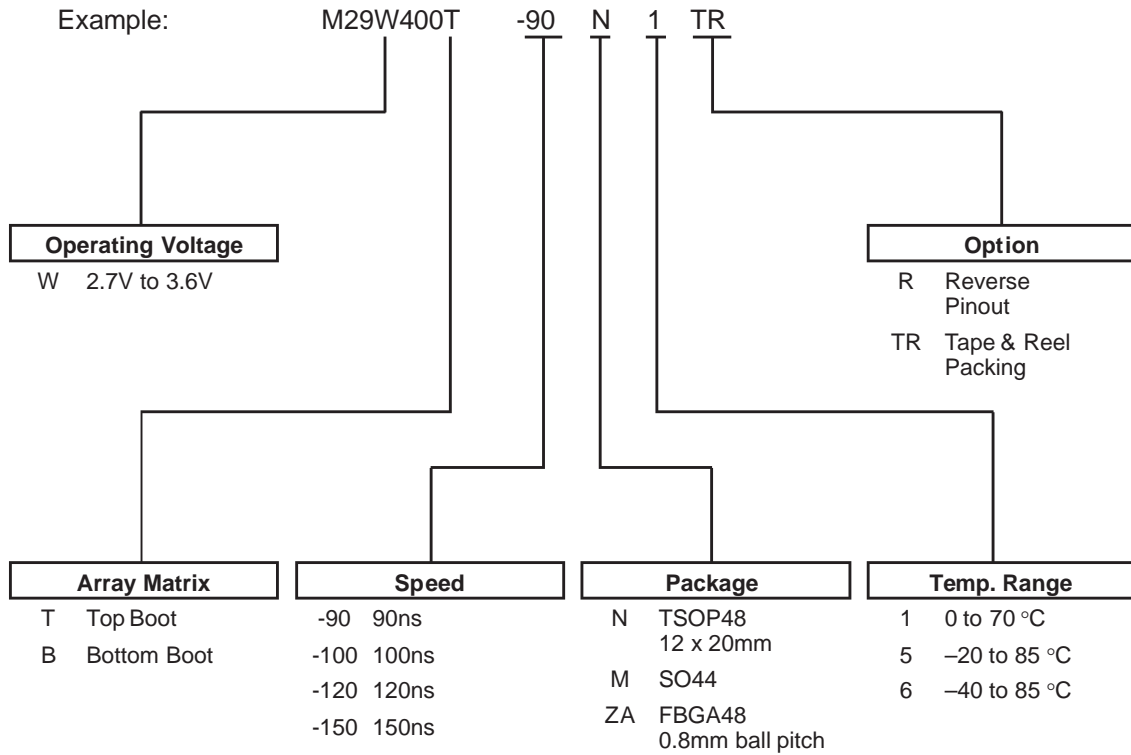 Example: M29W400T -90 N 1 TR
Operating Voltage
W 2.7V to 3.6V
Option
R Reverse
Pinout
TR Tape & Reel
Packing
Array Matrix
T Top Boot
B Bottom Boot
Speed
-90 90ns
-100 100ns
-120 120ns
-150 150ns
Package
N TSOP48
12 x 20mm
M SO44
ZA FBGA48
0.8mm ball pitch
Temp. Range
1 0 to 70 °C
5 –20 to 85 °C
6 –40 to 85 °C